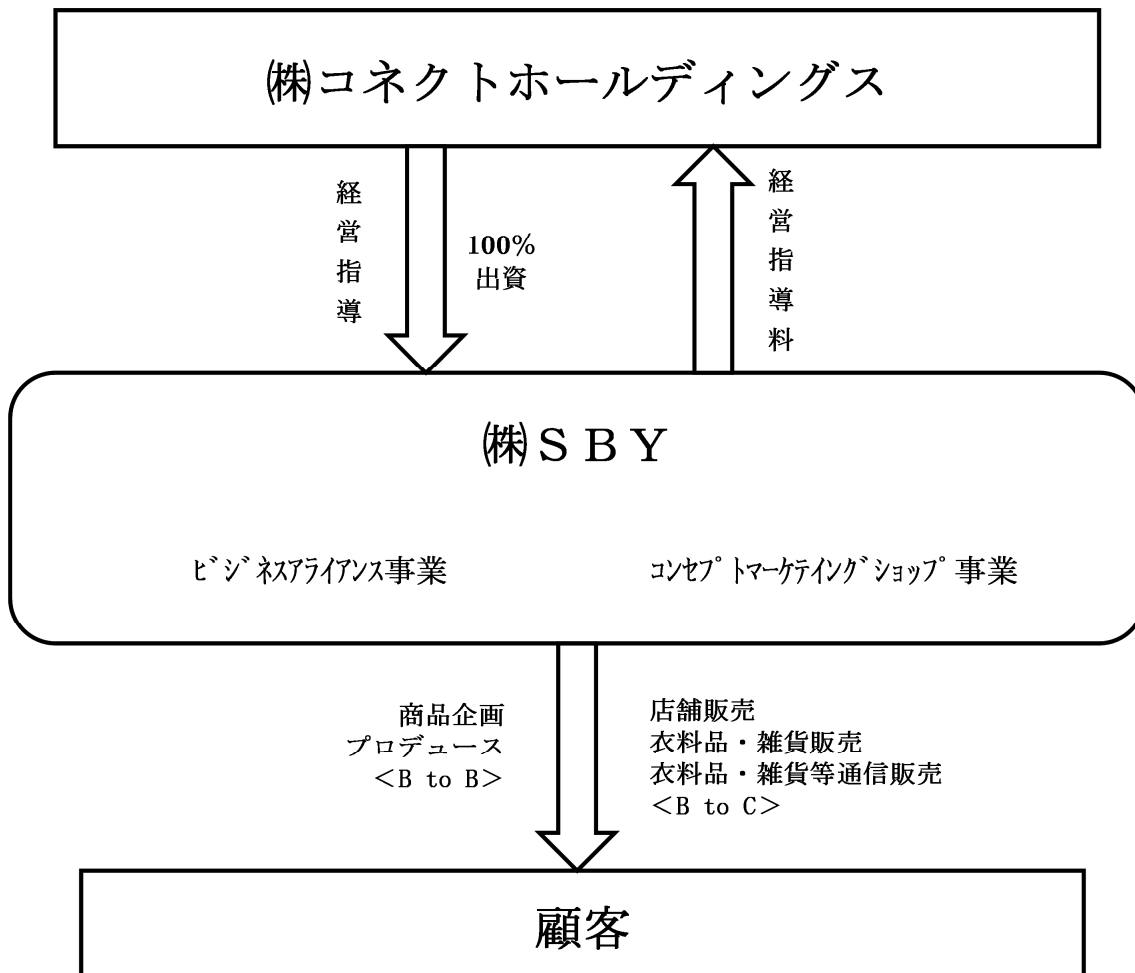 ㈱コネクトホールディングス
経営指導
100%
出資
経営指導料
㈱ＳＢＹ
ﾋﾞｼﾞﾈｽｱﾗｲｱﾝｽ事業
ｺﾝｾﾌﾟﾄﾏｰｹﾃｲﾝｸﾞｼｮｯﾌﾟ事業
商品企画
プロデュース
＜B to B＞
店舗販売
衣料品・雑貨販売
衣料品・雑貨等通信販売
＜B to C＞
顧客